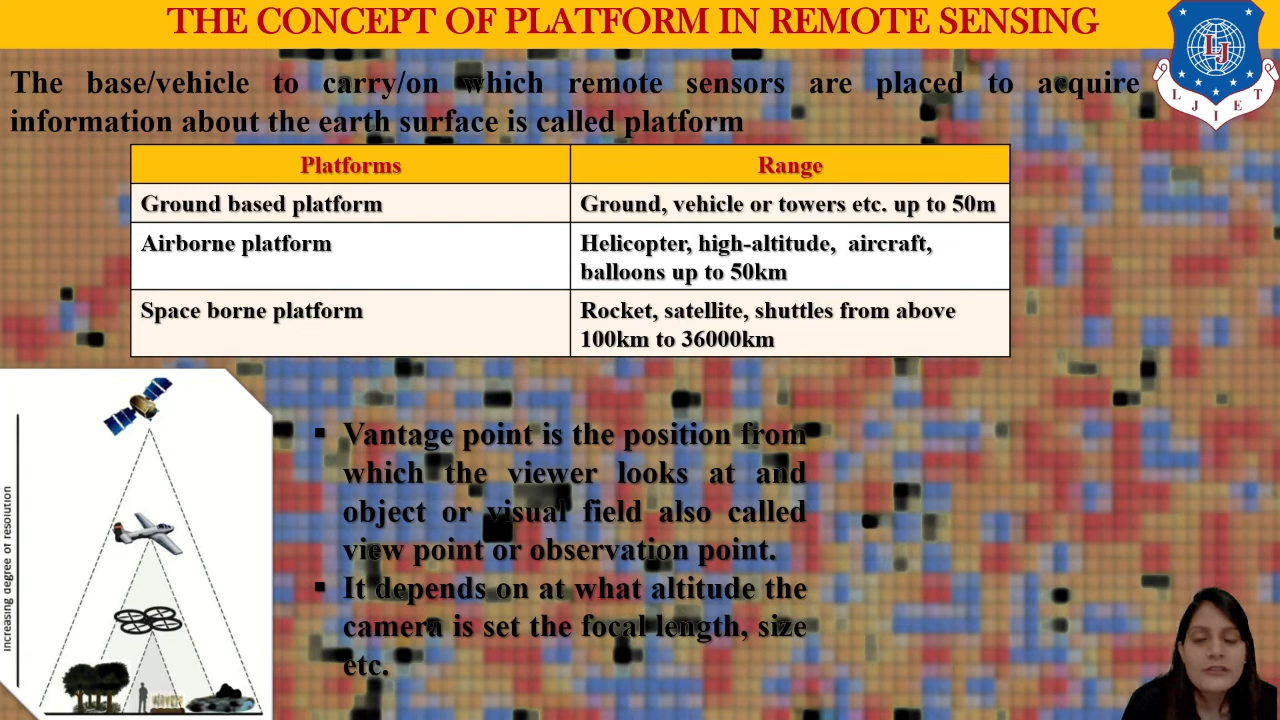 THE CONCEPT OF PLATFORM IN REMOTE SENSING
LJ
L J I E T
The base/vehicle to carry/on which remote sensors are placed to acquire
information about the earth surface is called platform
Platforms Range
Ground based platform Ground, vehicle or towers etc. up to 50m
Airborne platform Helicopter, high-altitude, aircraft,
balloons up to 50km
Space borne platform Rocket, satellite, shuttles from above
100km to 36000km
increasing degree of resolution
▪ Vantage point is the position from
which the viewer looks at and
object or visual field also called
view point or observation point.
▪ It depends on at what altitude the
camera is set the focal length, size
etc.